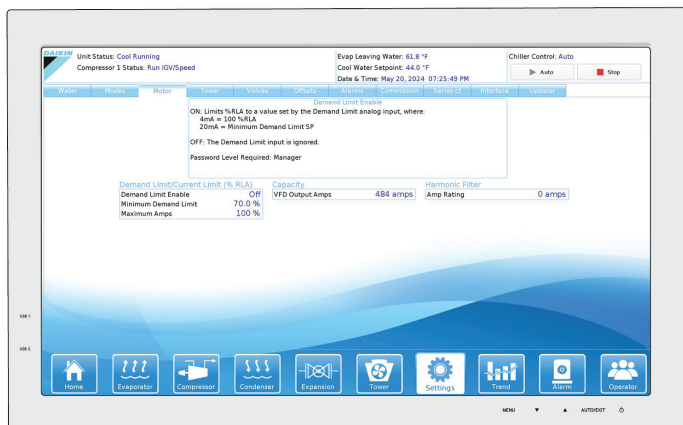 DAIKIN
Unit Status: Cool Running
Compressor 1 Status: Run IGV/Speed
Evap Leaving Water: 61.8 °F
Cool Water Setpoint: 44.0 °F
Date & Time: May 20, 2024 07:25:49 PM
Chiller Control: Auto
Auto
Stop
Water Modes Motor Tower Valves Offsets Alarms Commission Series cf Interface Updater
Demand Limit Enable
ON: Limits %RLA to a value set by the Demand Limit analog input, where:
4mA = 100 %RLA
20mA = Minimum Demand Limit SP
OFF: The Demand Limit input is ignored.
Password Level Required: Manager
Demand Limit/Current Limit (% RLA)
Demand Limit Enable Off
Minimum Demand Limit 70.0 %
Maximum Amps 100 %
Capacity
VFD Output Amps 484 amps
Harmonic Filter
Amp Rating 0 amps
USB 1
USB 2
Home Evaporator Compressor Condenser Expansion Tower Settings Trend Alarm Operator
MENU ▼ ▲ AUTO/EXIT